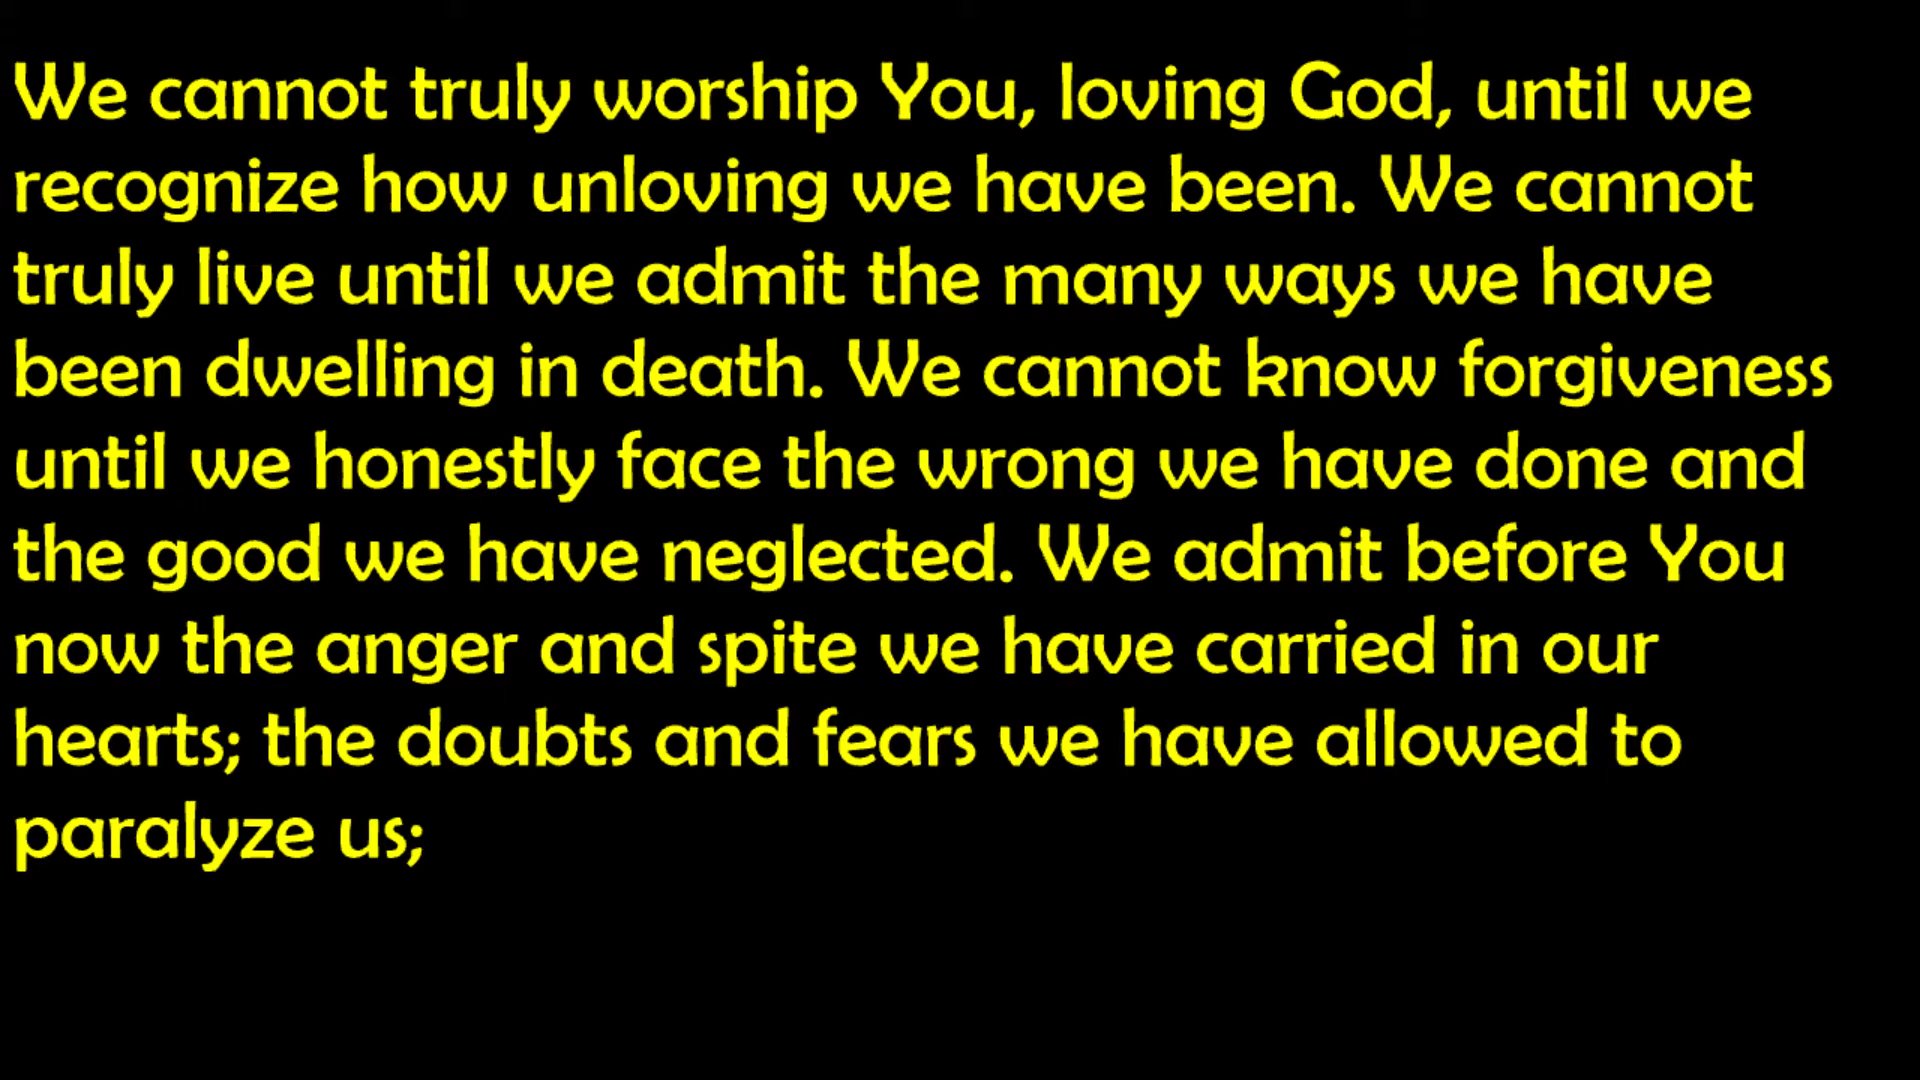 We cannot truly worship You, loving God, until we
recognize how unloving we have been. We cannot
truly live until we admit the many ways we have
been dwelling in death. We cannot know forgiveness
until we honestly face the wrong we have done and
the good we have neglected. We admit before You
now the anger and spite we have carried in our
hearts; the doubts and fears we have allowed to
paralyze us;